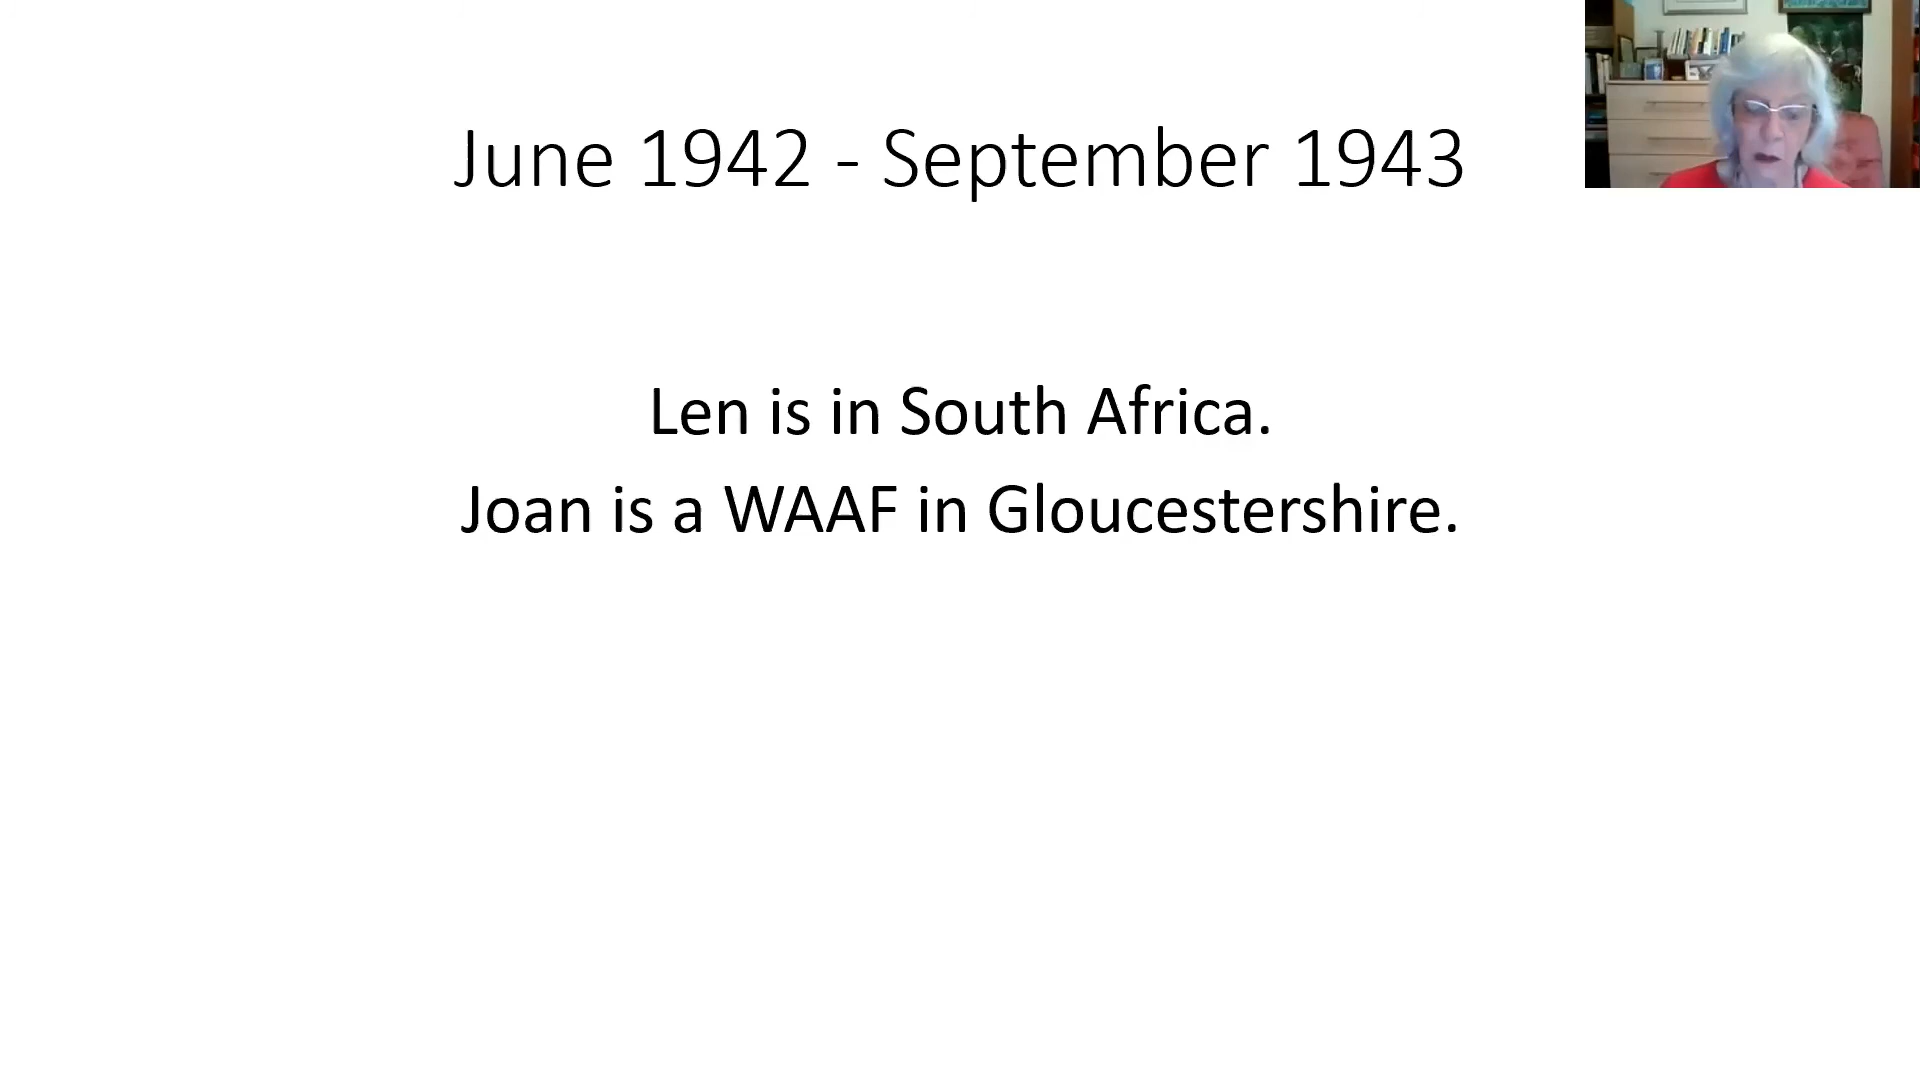 June 1942 - September 1943
Len is in South Africa.
Joan is a WAAF in Gloucestershire.